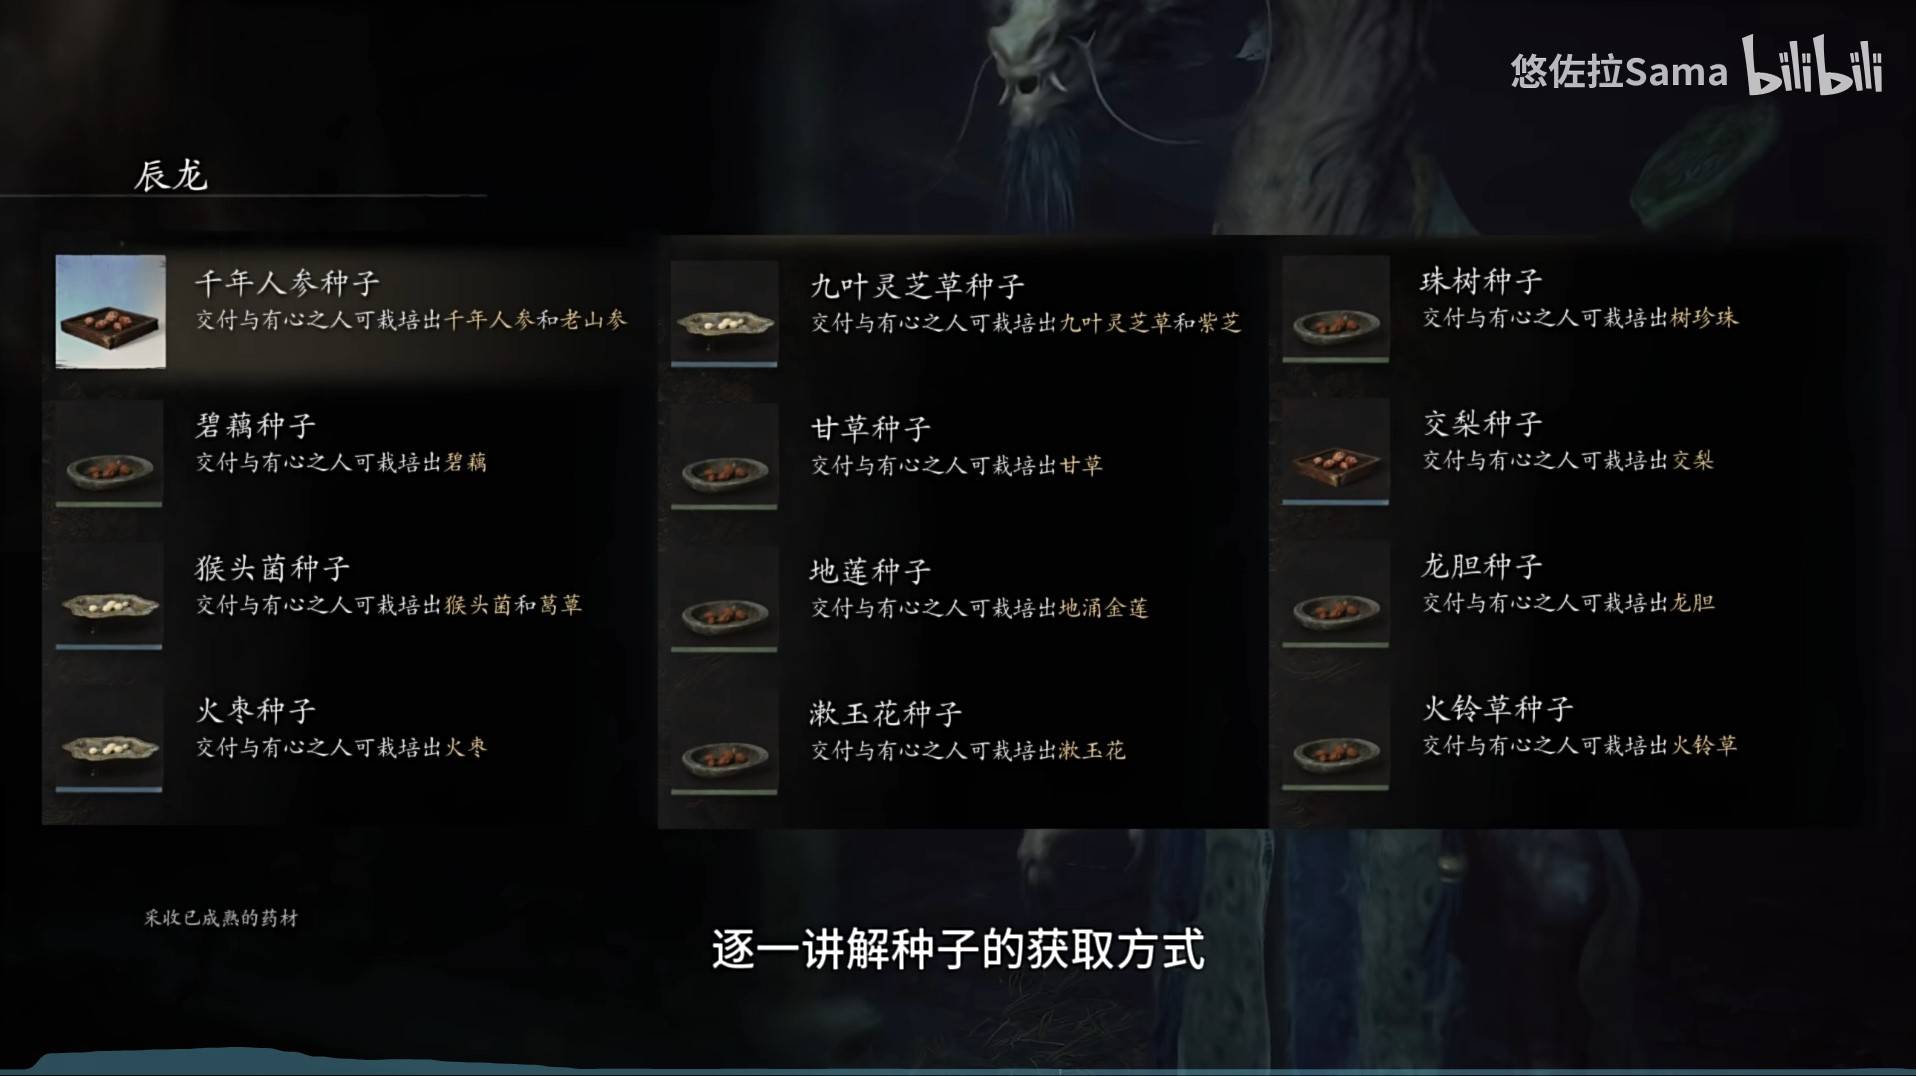 悠佐拉Sama bilibili
辰龙
千年人参种子
交付与有心之人可栽培出千年人参和老山参
九叶灵芝草种子
交付与有心之人可栽培出九叶灵芝草和紫芝
珠树种子
交付与有心之人可栽培出树珍珠
碧藕种子
交付与有心之人可栽培出碧藕
甘草种子
交付与有心之人可栽培出甘草
交梨种子
交付与有心之人可栽培出交梨
猴头菌种子
交付与有心之人可栽培出猴头菌和葛蕈
地莲种子
交付与有心之人可栽培出地涌金莲
龙胆种子
交付与有心之人可栽培出龙胆
火枣种子
交付与有心之人可栽培出火枣
漱玉花种子
交付与有心之人可栽培出漱玉花
火铃草种子
交付与有心之人可栽培出火铃草
采收已成熟的药材
逐一讲解种子的获取方式